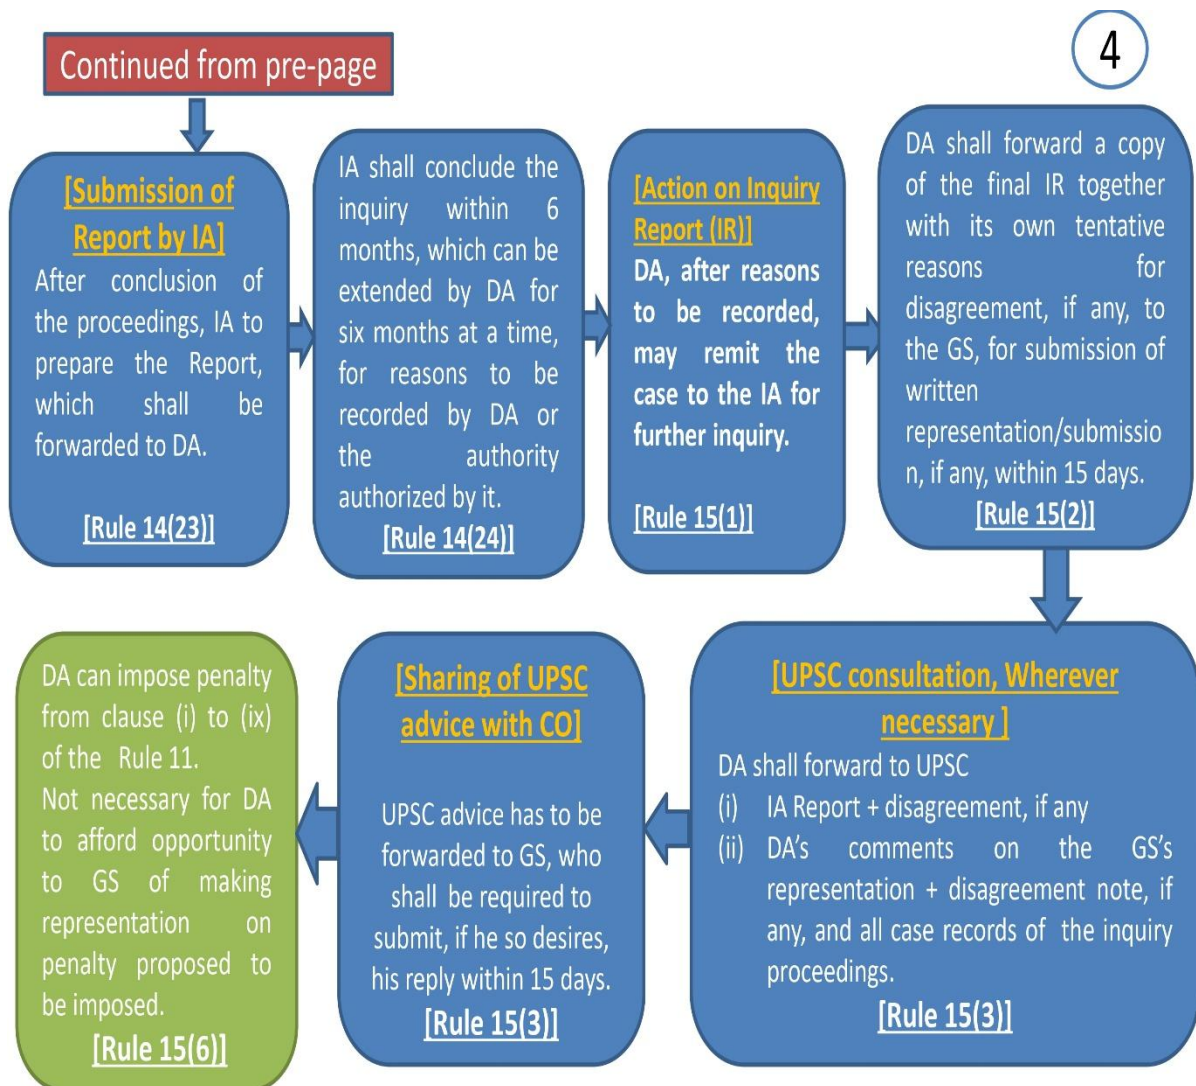 Continued from pre-page
4
[Submission of
Report by IA]
After conclusion of
the proceedings, IA to
prepare the Report,
which shall be
forwarded to DA.
[Rule 14(23)]
IA shall conclude the
inquiry within 6
months, which can be
extended by DA for
six months at a time,
for reasons to be
recorded by DA or
the authority
authorized by it.
[Rule 14(24)]
[Action on Inquiry
Report (IR)]
DA, after reasons
to be recorded,
may remit the
case to the IA for
further inquiry.
[Rule 15(1)]
DA shall forward a copy
of the final IR together
with its own tentative
reasons for
disagreement, if any, to
the GS, for submission of
written
representation/submissio
n, if any, within 15 days.
[Rule 15(2)]
[UPSC consultation, Wherever
necessary ]
DA shall forward to UPSC
(i) IA Report + disagreement, if any
(ii) DA's comments on the GS's
representation + disagreement note, if
any, and all case records of the inquiry
proceedings.
[Rule 15(3)]
[Sharing of UPSC
advice with CO]
UPSC advice has to be
forwarded to GS, who
shall be required to
submit, if he so desires,
his reply within 15 days.
[Rule 15(3)]
DA can impose penalty
from clause (i) to (ix)
of the Rule 11.
Not necessary for DA
to afford opportunity
to GS of making
representation on
penalty proposed to
be imposed.
[Rule 15(6)]